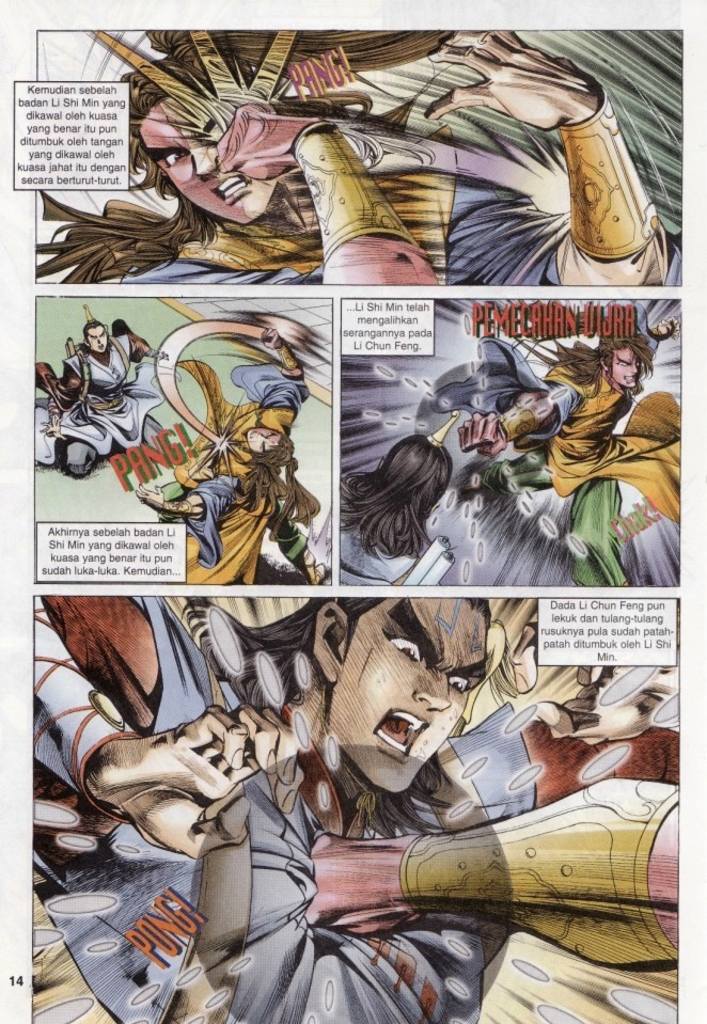 PANG!
Kemudian sebelah
badan Li Shi Min yang
dikawal oleh kuasa
yang benar itu pun
ditumbuk oleh tangan
yang dikawal oleh
kuasa jahat itu dengan
secara berturut-turut.
PANG!
Akhirnya sebelah badan Li
Shi Min yang dikawal oleh
kuasa yang benar itu pun
sudah luka-luka. Kemudian...
...Li Shi Min telah
mengalihkan
serangannya pada
Li Chun Feng.
PEMECAHAN VIJRA
Dada Li Chun Feng pun
lekuk dan tulang-tulang
rusuknya pula sudah patah-
patah ditumbuk oleh Li Shi
Min.
PONG!
14